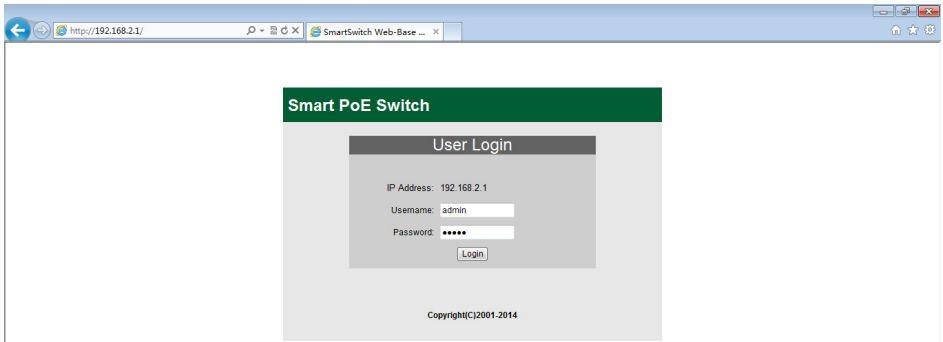 http://192.168.2.1/
SmartSwitch Web-Base ...
Smart PoE Switch
User Login
IP Address: 192.168.2.1
Username: admin
Password: •••••
Login
Copyright(C)2001-2014